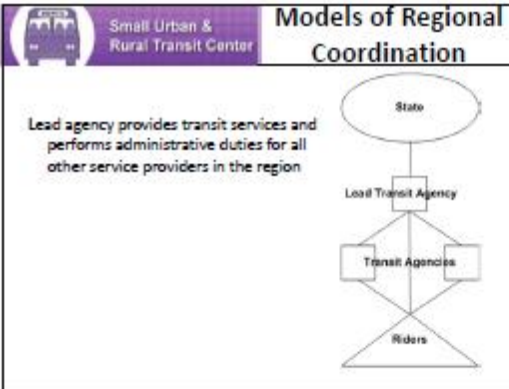 Small Urban &
Rural Transit Center
Models of Regional
Coordination
Lead agency provides transit services and
performs administrative duties for all
other service providers in the region
State
Lead Transit Agency
Transit Agencies
Riders